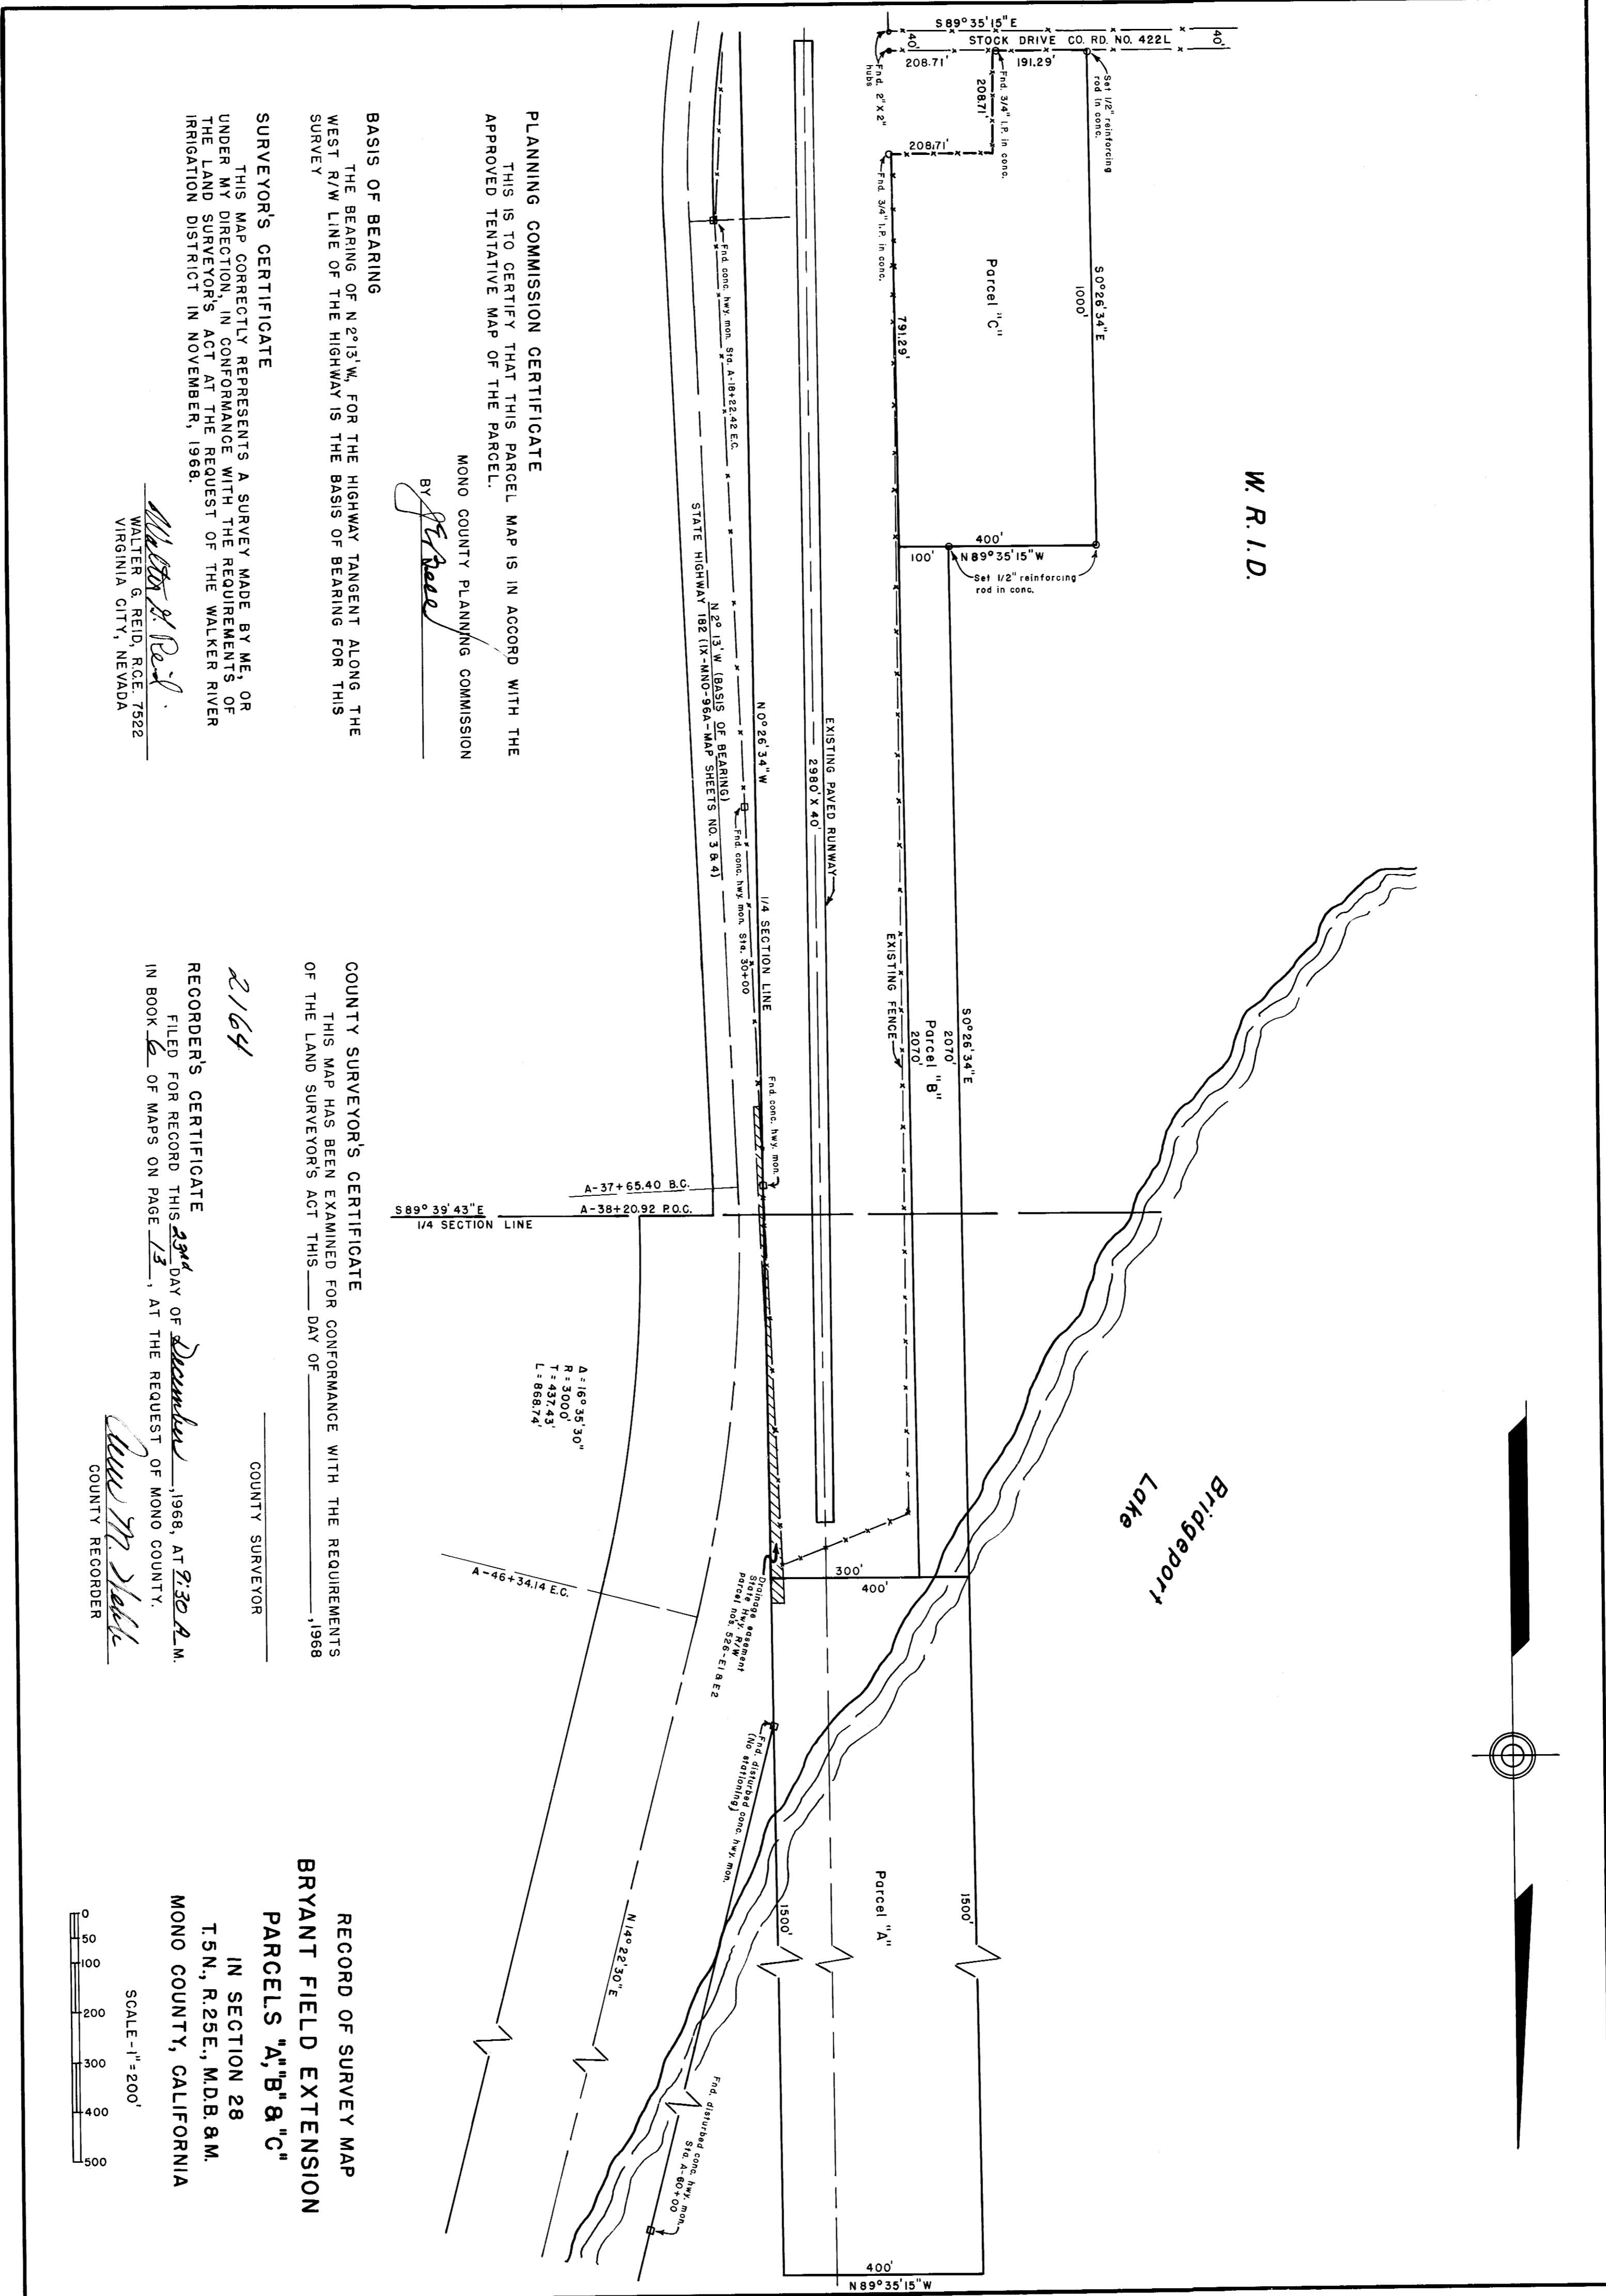 S 89° 35' 15" E
STOCK DRIVE CO. RD. NO. 422L
40'
40'
208.71'
191.29'
Fnd. 2" X 2"
hubs
Fnd. 3/4" I.P. in conc.
208.71'
Set 1/2" reinforcing
rod in conc.
208.71'
Fnd. 3/4" I.P. in conc.
Parcel "C"
S 0° 26' 34" E
1000'
791.29'
400'
100'
N 89° 35' 15" W
Set 1/2" reinforcing
rod in conc.
W. R. I. D.
Fnd. conc. hwy. mon. Sta. A-18+22.42 E.C.
N 2° 13' W (BASIS OF BEARING)
STATE HIGHWAY 182 (IX-MNO-96A-MAP SHEETS NO. 3 & 4)
N 0° 26' 34" W
1/4 SECTION LINE
Fnd. conc. hwy. mon. Sta. 30+00
EXISTING PAVED RUNWAY
2980' X 40'
EXISTING FENCE
Parcel "B"
2070'
2070'
S 0° 26' 34" E
Fnd. conc. hwy. mon.
A-37+65.40 B.C.
S 89° 39' 43" E
A-38+20.92 P.O.C.
1/4 SECTION LINE
Δ = 16° 35' 30"
R = 3000'
T = 437.43'
L = 868.74'
A-46+34.14 E.C.
300'
400'
Drainage easement
State Hwy. R/W
parcel nos. 526-E1 & E2
Bridgeport
Lake
Fnd. disturbed conc. hwy. mon.
(No stationing)
N 14° 22' 30" E
Parcel "A"
1500'
1500'
Fnd. disturbed conc. hwy. mon.
Sta. A-60+00
400'
N 89° 35' 15" W
PLANNING COMMISSION CERTIFICATE
THIS IS TO CERTIFY THAT THIS PARCEL MAP IS IN ACCORD WITH THE
APPROVED TENTATIVE MAP OF THE PARCEL.
MONO COUNTY PLANNING COMMISSION
BY
BASIS OF BEARING
THE BEARING OF N 2° 13' W, FOR THE HIGHWAY TANGENT ALONG THE
WEST R/W LINE OF THE HIGHWAY IS THE BASIS OF BEARING FOR THIS
SURVEY
SURVEYOR'S CERTIFICATE
THIS MAP CORRECTLY REPRESENTS A SURVEY MADE BY ME, OR
UNDER MY DIRECTION, IN CONFORMANCE WITH THE REQUIREMENTS OF
THE LAND SURVEYOR'S ACT AT THE REQUEST OF THE WALKER RIVER
IRRIGATION DISTRICT IN NOVEMBER, 1968.
Walter G. Reid.
WALTER G. REID, R.C.E. 7522
VIRGINIA CITY, NEVADA
COUNTY SURVEYOR'S CERTIFICATE
THIS MAP HAS BEEN EXAMINED FOR CONFORMANCE WITH THE REQUIREMENTS
OF THE LAND SURVEYOR'S ACT THIS ____ DAY OF ____________, 1968
COUNTY SURVEYOR
2164
RECORDER'S CERTIFICATE
FILED FOR RECORD THIS 23rd DAY OF December, 1968, AT 9:30 A.M.
IN BOOK 6 OF MAPS ON PAGE 13, AT THE REQUEST OF MONO COUNTY.
COUNTY RECORDER
RECORD OF SURVEY MAP
BRYANT FIELD EXTENSION
PARCELS "A," "B" & "C"
IN SECTION 28
T. 5 N., R. 25 E., M.D.B. & M.
MONO COUNTY, CALIFORNIA
SCALE-1"=200'
0 50 100 200 300 400 500